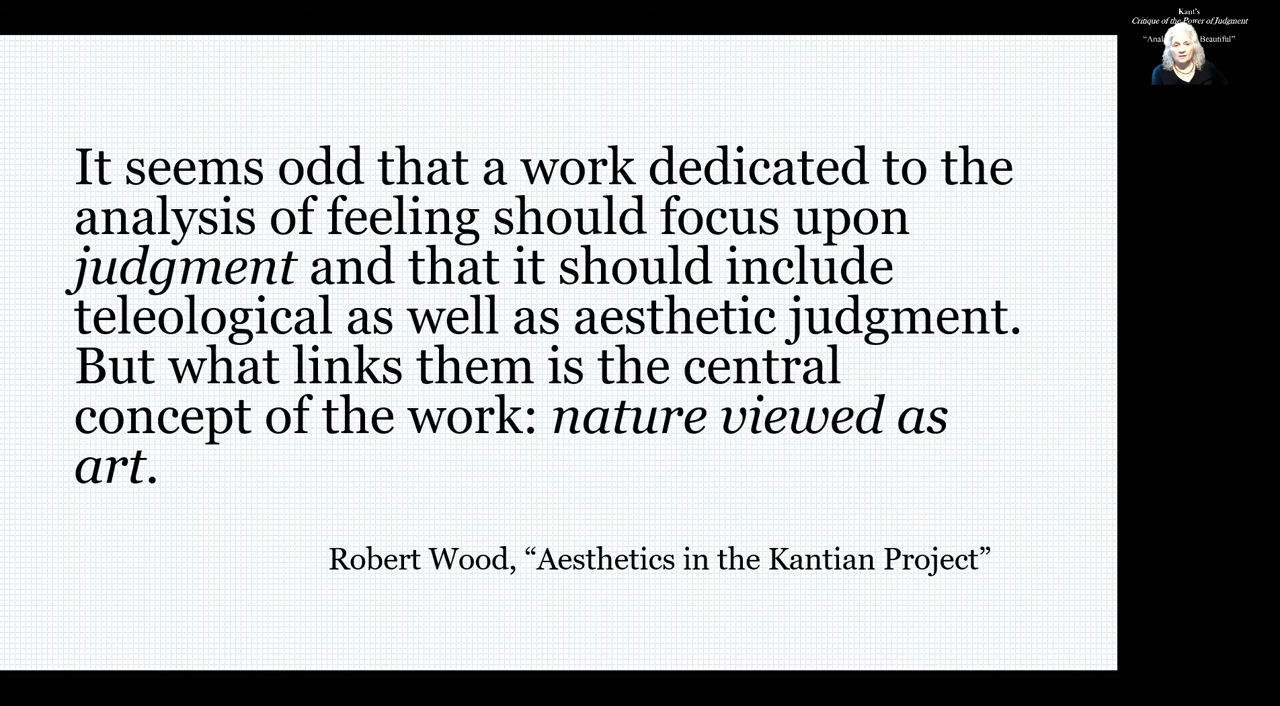 It seems odd that a work dedicated to the
analysis of feeling should focus upon
judgment and that it should include
teleological as well as aesthetic judgment.
But what links them is the central
concept of the work: nature viewed as
art.
Robert Wood, “Aesthetics in the Kantian Project”
Kant's
Critique of the Power of Judgment
Beautiful”